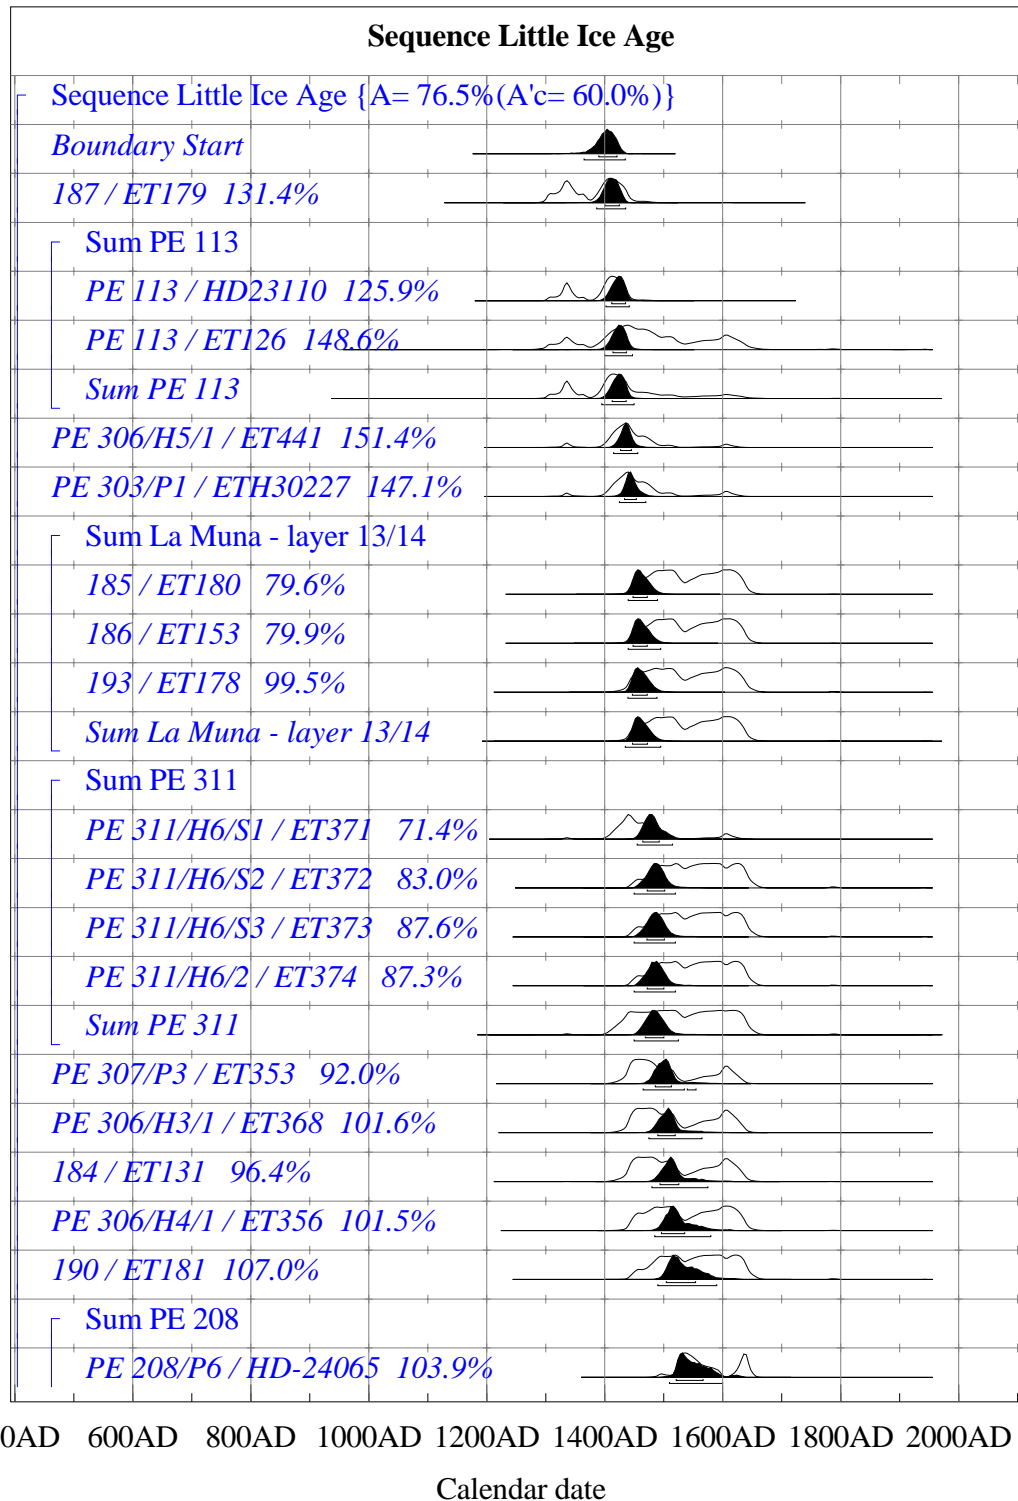 Sequence Little Ice Age
Sequence Little Ice Age {A= 76.5%(A'c= 60.0%)}
Boundary Start
187 / ET179 131.4%
Sum PE 113
PE 113 / HD23110 125.9%
PE 113 / ET126 148.6%
Sum PE 113
PE 306/H5/1 / ET441 151.4%
PE 303/P1 / ETH30227 147.1%
Sum La Muna - layer 13/14
185 / ET180 79.6%
186 / ET153 79.9%
193 / ET178 99.5%
Sum La Muna - layer 13/14
Sum PE 311
PE 311/H6/S1 / ET371 71.4%
PE 311/H6/S2 / ET372 83.0%
PE 311/H6/S3 / ET373 87.6%
PE 311/H6/2 / ET374 87.3%
Sum PE 311
PE 307/P3 / ET353 92.0%
PE 306/H3/1 / ET368 101.6%
184 / ET131 96.4%
PE 306/H4/1 / ET356 101.5%
190 / ET181 107.0%
Sum PE 208
PE 208/P6 / HD-24065 103.9%
0AD 600AD 800AD 1000AD 1200AD 1400AD 1600AD 1800AD 2000AD
Calendar date